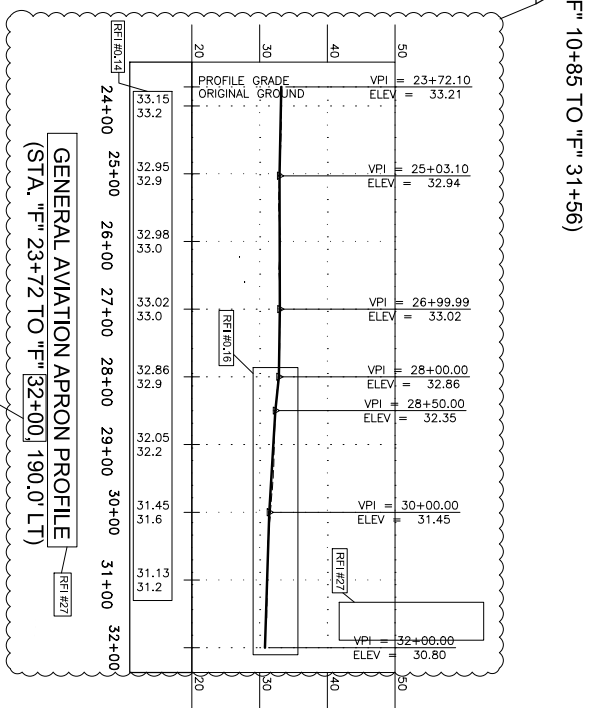 "F" 10+85 TO "F" 31+56)
50
40
30
20
VPI = 23+72.10
ELEV = 33.21
VPI = 25+03.10
ELEV = 32.94
VPI = 26+99.99
ELEV = 33.02
VPI = 28+00.00
ELEV = 32.86
VPI = 28+50.00
ELEV = 32.35
VPI = 30+00.00
ELEV = 31.45
VPI = 32+00.00
ELEV = 30.80
RFI #27
RFI #0.16
PROFILE GRADE
ORIGINAL GROUND
50
40
30
20
RFI #0.14
33.15
33.2
32.95
32.9
32.98
33.0
33.02
33.0
32.86
32.9
32.05
32.2
31.45
31.6
31.13
31.2
24+00
25+00
26+00
27+00
28+00
29+00
30+00
31+00
32+00
GENERAL AVIATION APRON PROFILE
RFI #27
(STA. "F" 23+72 TO "F" 32+00, 190.0' LT)